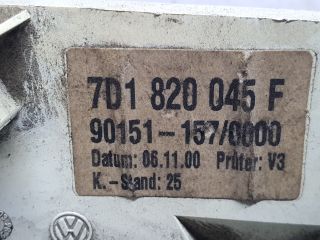 7D1 820 045 F
90151 - 157/0000
Datum: 06.11.00 Prüfer: V3
K. - Stand: 25